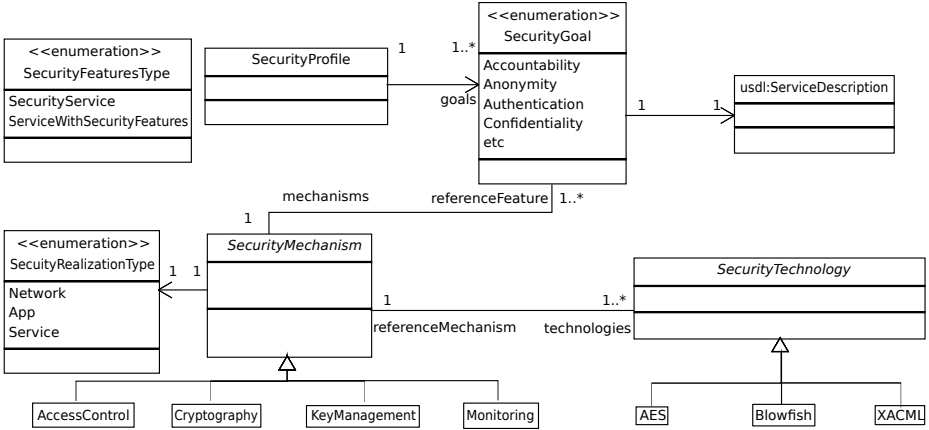 <<enumeration>>
SecurityFeaturesType
SecurityService
ServiceWithSecurityFeatures
SecurityProfile
1
1..*
goals
<<enumeration>>
SecurityGoal
Accountability
Anonymity
Authentication
Confidentiality
etc
1
1
usdl:ServiceDescription
mechanisms
referenceFeature
1..*
1
<<enumeration>>
SecuityRealizationType
Network
App
Service
1
1
SecurityMechanism
1
1..*
referenceMechanism
technologies
SecurityTechnology
AccessControl
Cryptography
KeyManagement
Monitoring
AES
Blowfish
XACML